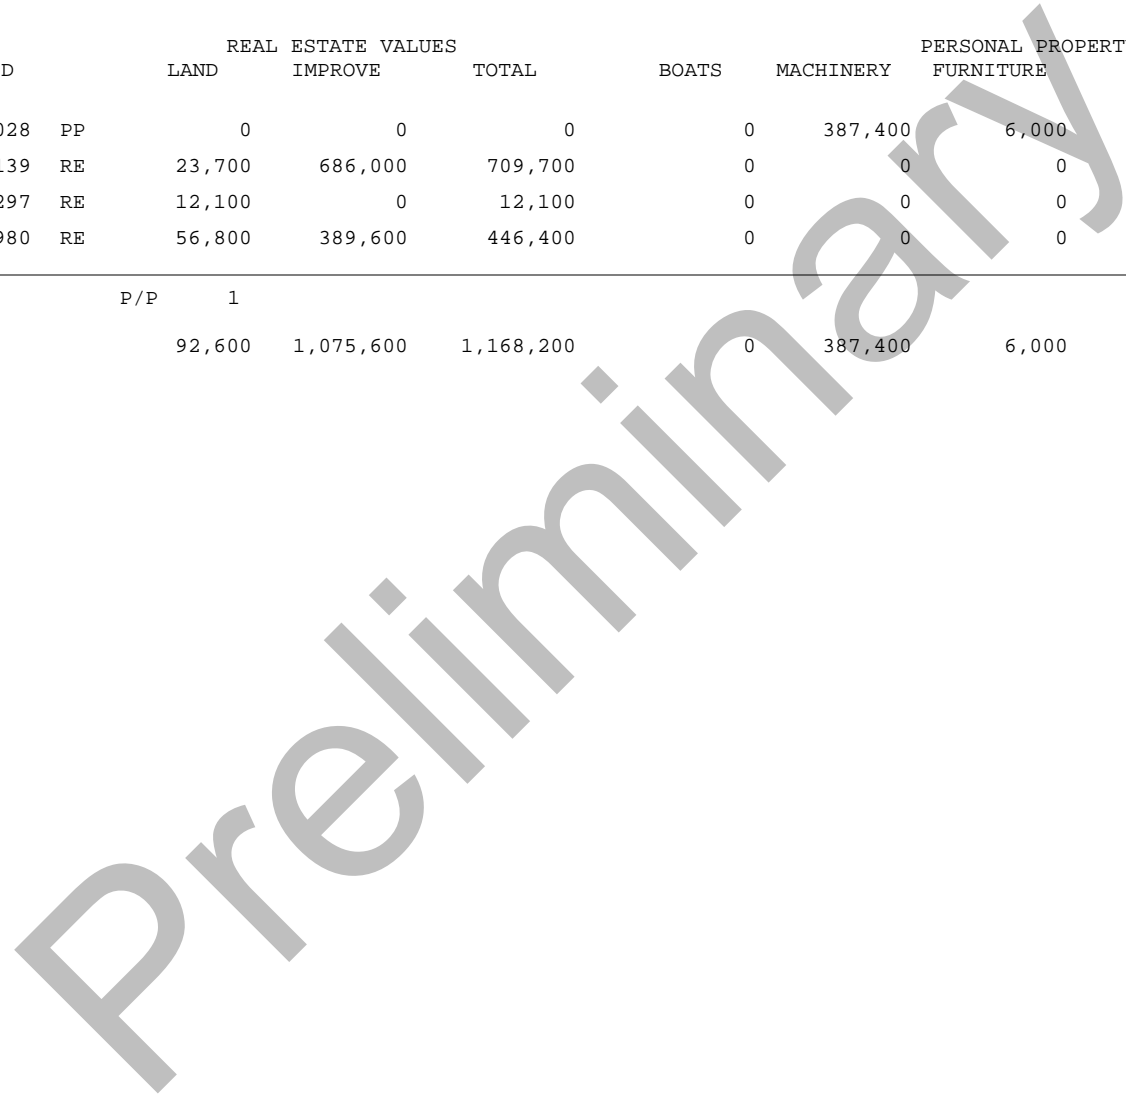 REAL ESTATE VALUES PERSONAL PROPERT
D LAND IMPROVE TOTAL BOATS MACHINERY FURNITURE
028 PP 0 0 0 0 387,400 6,000
139 RE 23,700 686,000 709,700 0 0 0
297 RE 12,100 0 12,100 0 0 0
980 RE 56,800 389,600 446,400 0 0 0
P/P 1
92,600 1,075,600 1,168,200 0 387,400 6,000
Preliminary